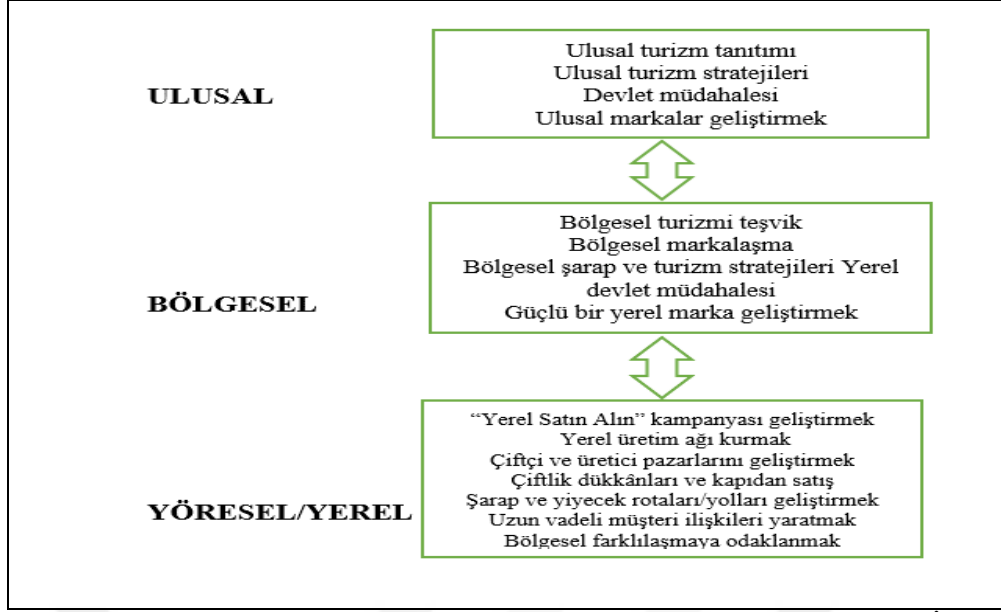 ULUSAL
Ulusal turizm tanıtımı
Ulusal turizm stratejileri
Devlet müdahalesi
Ulusal markalar geliştirmek
BÖLGESEL
Bölgesel turizmi teşvik
Bölgesel markalaşma
Bölgesel şarap ve turizm stratejileri Yerel
devlet müdahalesi
Güçlü bir yerel marka geliştirmek
YÖRESEL/YEREL
“Yerel Satın Alın” kampanyası geliştirmek
Yerel üretim ağı kurmak
Çiftçi ve üretici pazarlarını geliştirmek
Çiftlik dükkânları ve kapıdan satış
Şarap ve yiyecek rotaları/yolları geliştirmek
Uzun vadeli müşteri ilişkileri yaratmak
Bölgesel farklılaşmaya odaklanmak